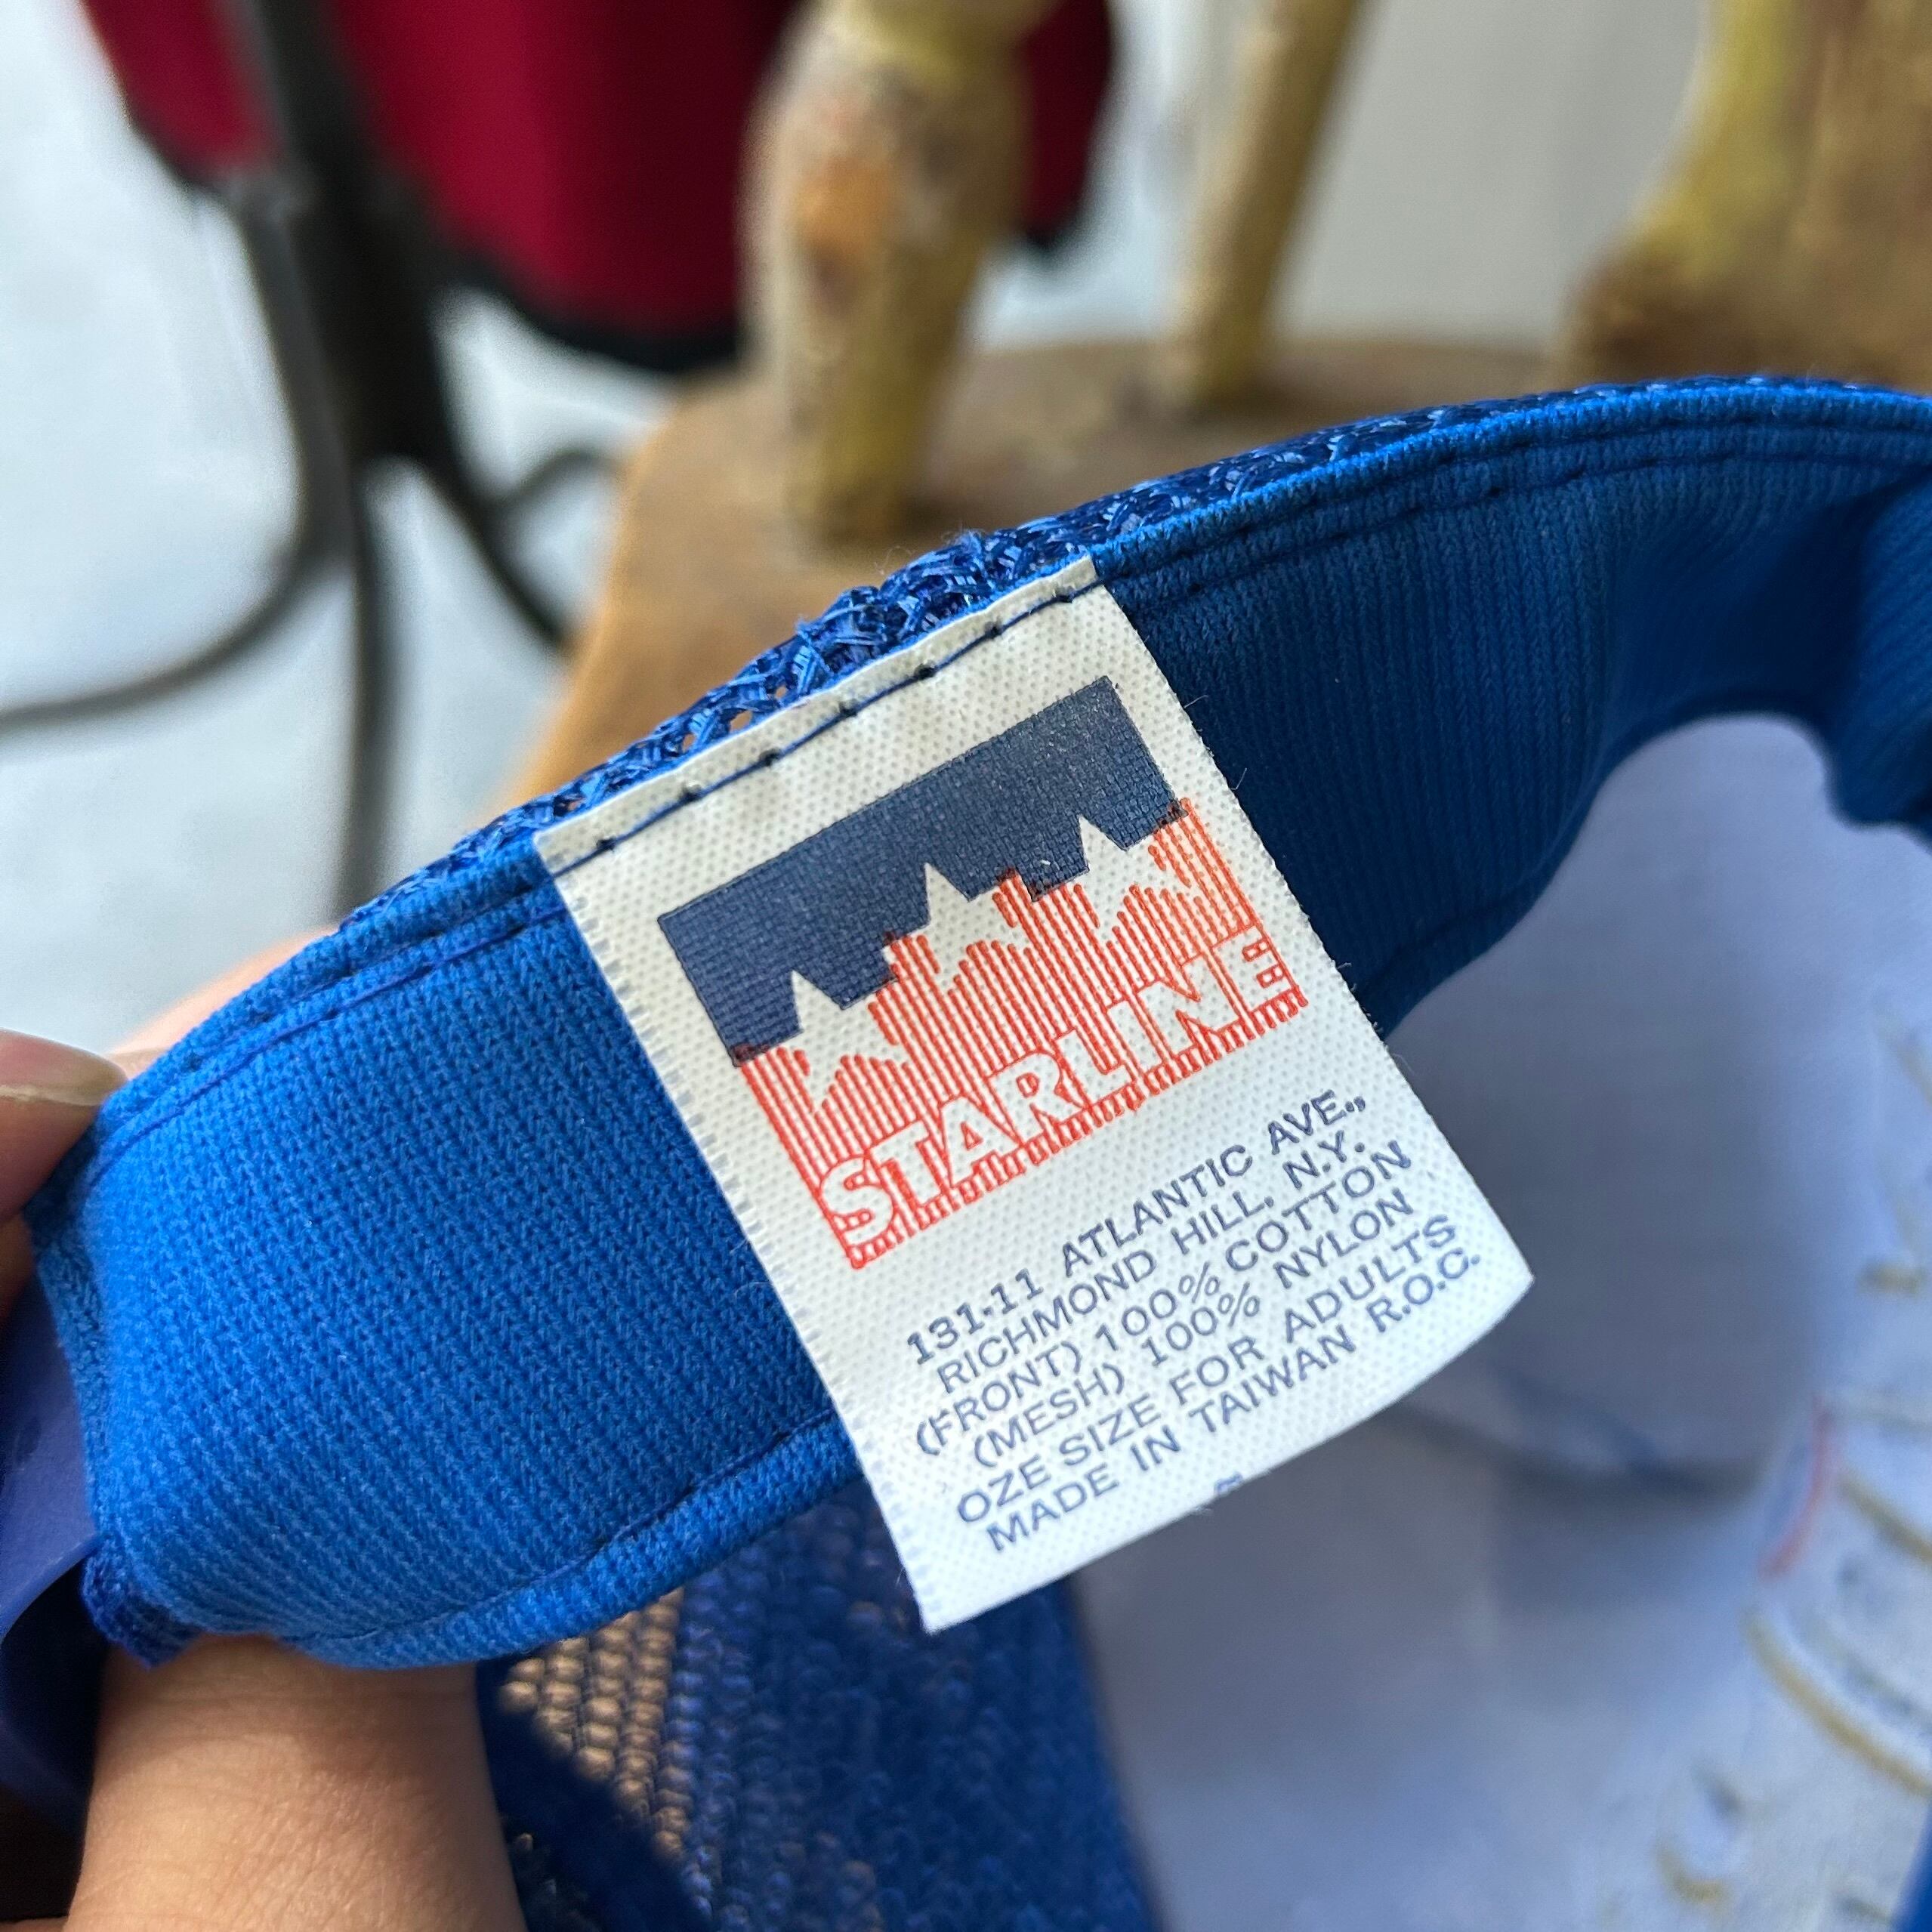 STARLINE
131-11 ATLANTIC AVE.,
RICHMOND HILL, N.Y.
(FRONT) 100% COTTON
(MESH) 100% NYLON
OZE SIZE FOR ADULTS
MADE IN TAIWAN R.O.C.